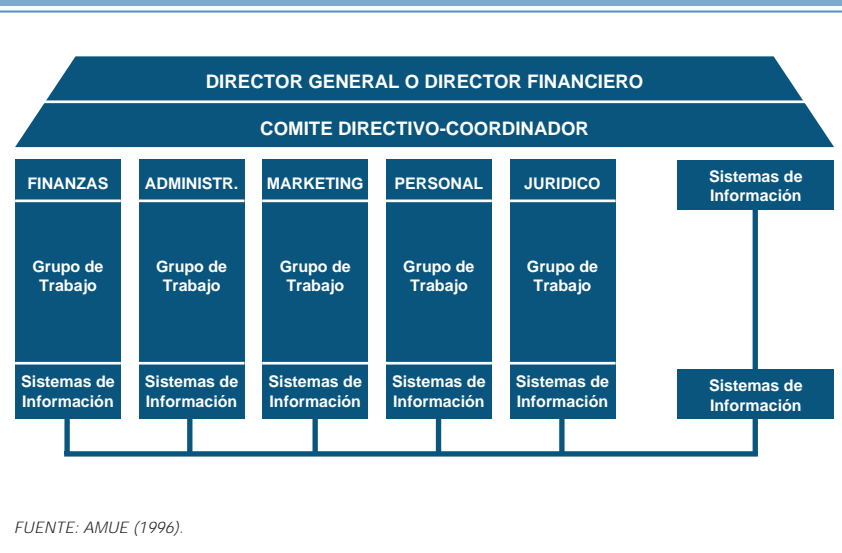 DIRECTOR GENERAL O DIRECTOR FINANCIERO
COMITE DIRECTIVO-COORDINADOR
FINANZAS
ADMINISTR.
MARKETING
PERSONAL
JURIDICO
Sistemas de
Información
Grupo de
Trabajo
Grupo de
Trabajo
Grupo de
Trabajo
Grupo de
Trabajo
Grupo de
Trabajo
Sistemas de
Información
Sistemas de
Información
Sistemas de
Información
Sistemas de
Información
Sistemas de
Información
Sistemas de
Información
FUENTE: AMUE (1996).